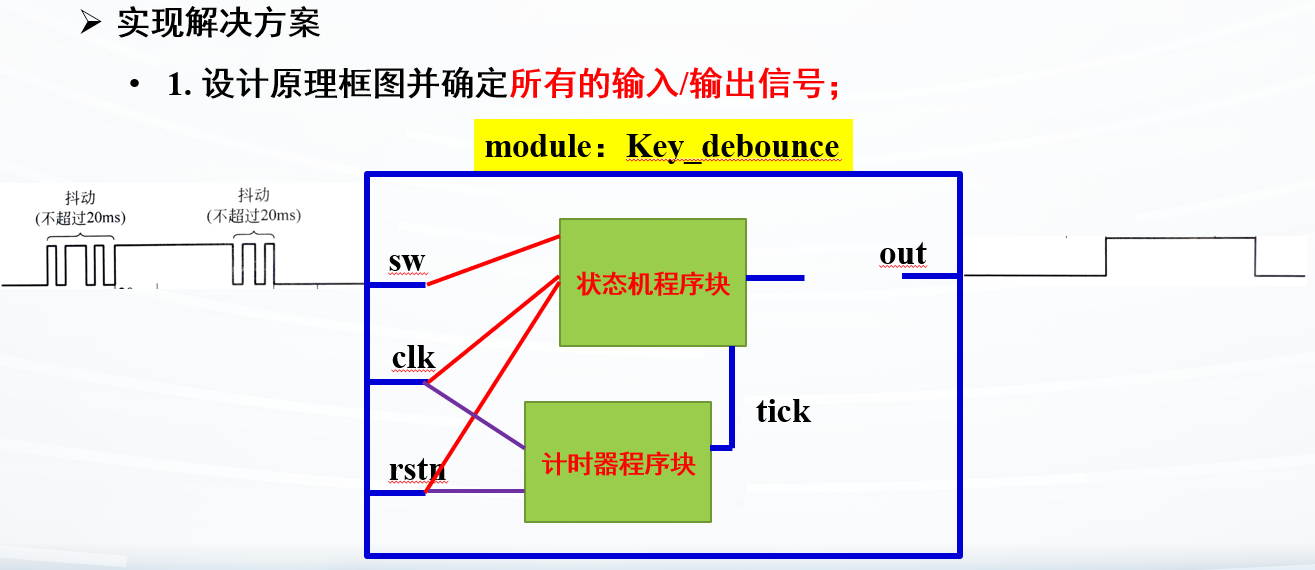 ➢ 实现解决方案
• 1. 设计原理框图并确定所有的输入/输出信号；
module：Key_debounce
抖动
(不超过20ms)
抖动
(不超过20ms)
sw
clk
rstn
状态机程序块
计时器程序块
tick
out